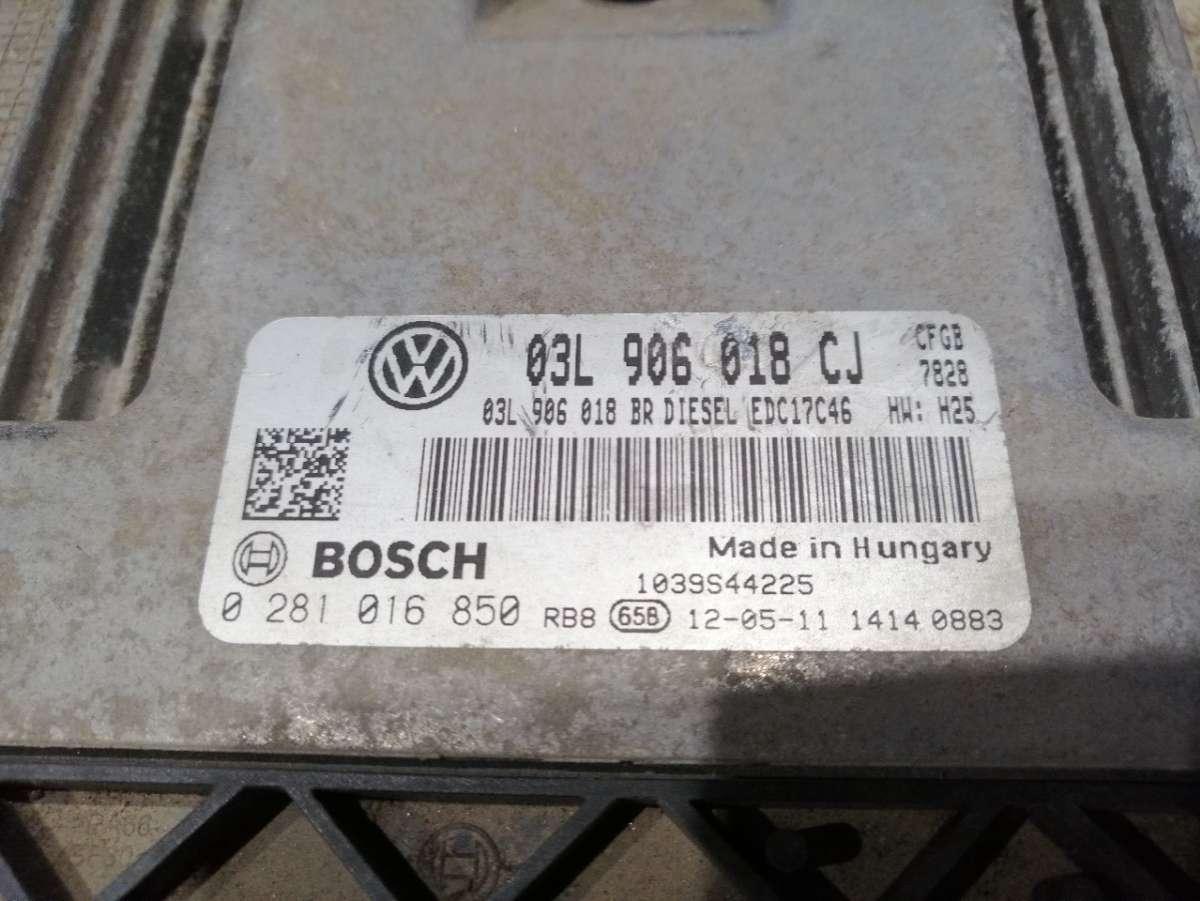 03L 906 018 CJ
CFGB
7828
03L 906 018 BR DIESEL EDC17C46 HW: H25
BOSCH
Made in Hungary
1039S44225
0 281 016 850 RB8 65B 12-05-11 1414 0883